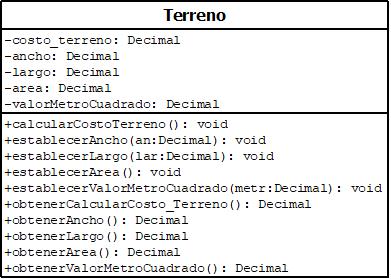 Terreno
-costo_terreno: Decimal
-ancho: Decimal
-largo: Decimal
-area: Decimal
-valorMetroCuadrado: Decimal
+calcularCostoTerreno(): void
+establecerAncho(an:Decimal): void
+establecerLargo(lar:Decimal): void
+establecerArea(): void
+establecerValorMetroCuadrado(metr:Decimal): void
+obtenerCalcularCosto_Terreno(): Decimal
+obtenerAncho(): Decimal
+obtenerLargo(): Decimal
+obtenerArea(): Decimal
+obtenerValorMetroCuadrado(): Decimal